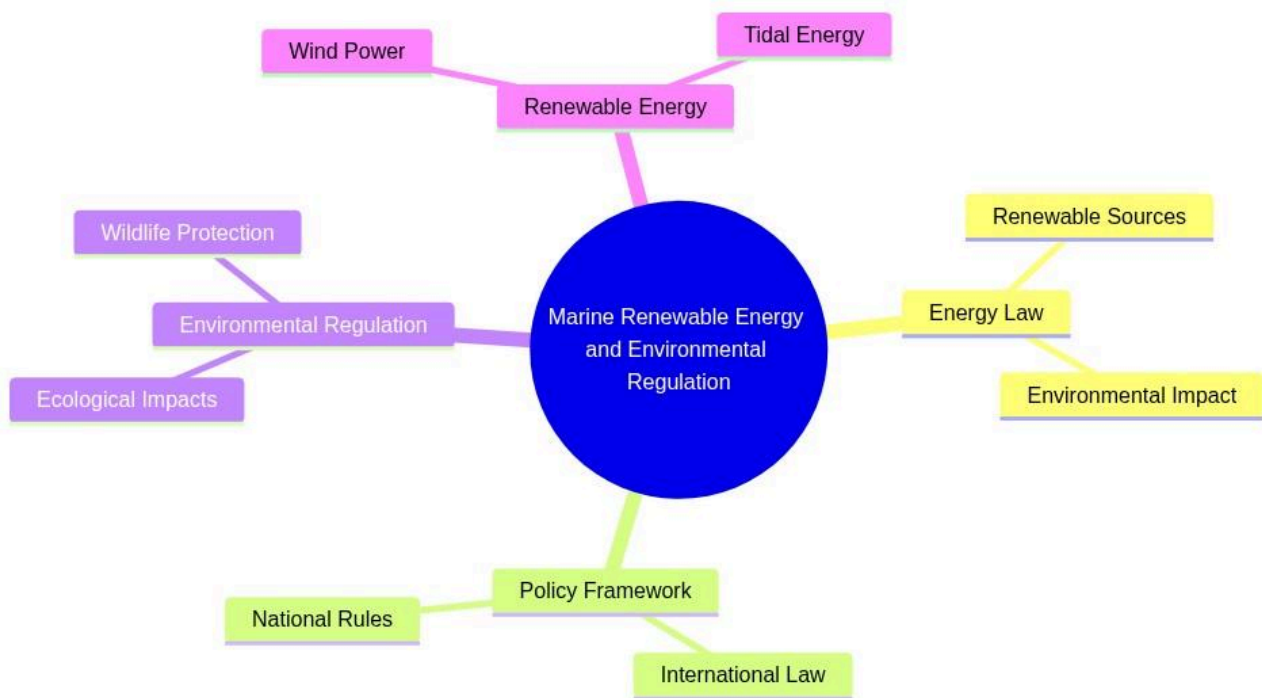 Tidal Energy
Wind Power
Renewable Energy
Renewable Sources
Wildlife Protection
Energy Law
Environmental Regulation
Marine Renewable Energy
and Environmental
Regulation
Environmental Impact
Ecological Impacts
Policy Framework
National Rules
International Law